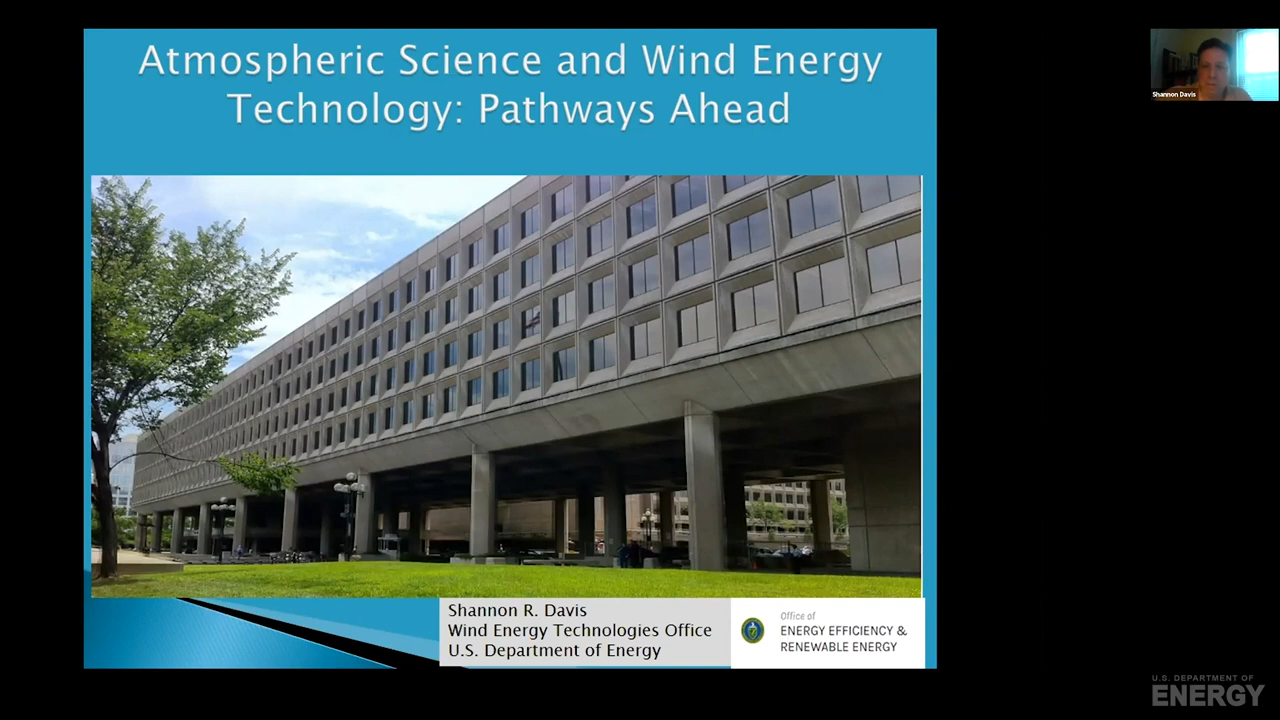 Atmospheric Science and Wind Energy
Technology: Pathways Ahead
Shannon Davis
Shannon R. Davis
Wind Energy Technologies Office
U.S. Department of Energy
Office of
ENERGY EFFICIENCY &
RENEWABLE ENERGY
U.S. DEPARTMENT OF
ENERGY